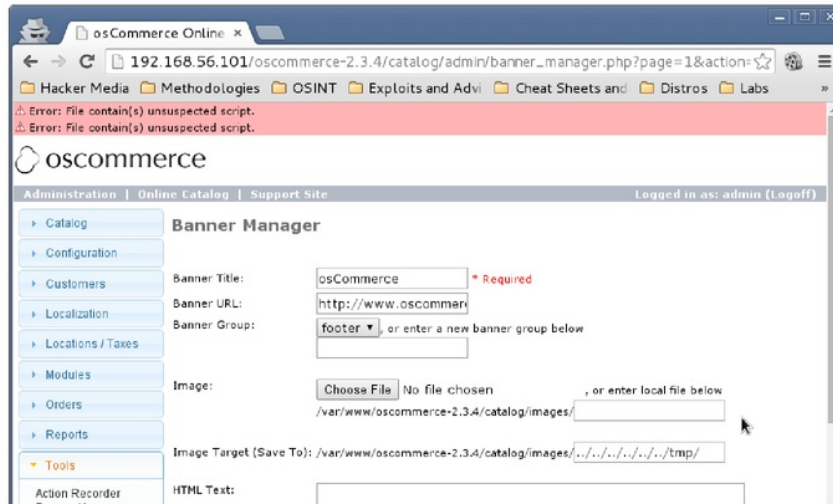 osCommerce Online ×
192.168.56.101/oscommerce-2.3.4/catalog/admin/banner_manager.php?page=1&action=
Hacker Media Methodologies OSINT Exploits and Advi Cheat Sheets and Distros Labs »
Error: File contain(s) unsuspected script.
Error: File contain(s) unsuspected script.
oscommerce
Administration | Online Catalog | Support Site Logged in as: admin (Logoff)
Catalog
Configuration
Customers
Localization
Locations / Taxes
Modules
Orders
Reports
Tools
Action Recorder
Banner Manager
Banner Title: osCommerce * Required
Banner URL: http://www.oscommer
Banner Group: footer ▾ , or enter a new banner group below
Image: Choose File No file chosen , or enter local file below
/var/www/oscommerce-2.3.4/catalog/images/
Image Target (Save To): /var/www/oscommerce-2.3.4/catalog/images/ ../../../../../../tmp/
HTML Text: